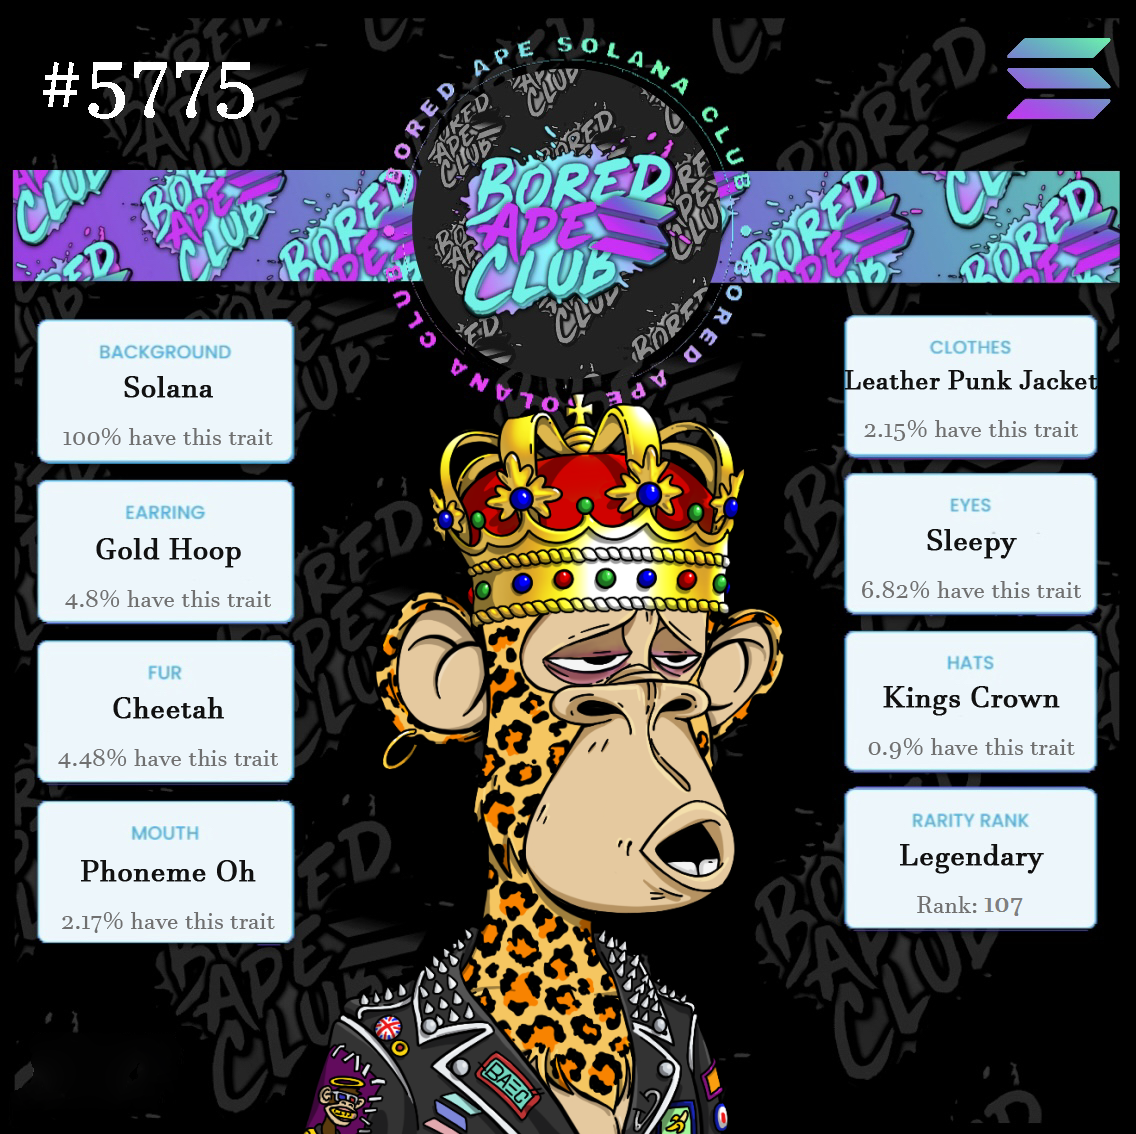 #5775
BORED APE SOLANA CLUB
BORED APE SOLANA CLUB
BORED
APE
CLUB
BACKGROUND
Solana
100% have this trait
EARRING
Gold Hoop
4.8% have this trait
FUR
Cheetah
4.48% have this trait
MOUTH
Phoneme Oh
2.17% have this trait
CLOTHES
Leather Punk Jacket
2.15% have this trait
EYES
Sleepy
6.82% have this trait
HATS
Kings Crown
0.9% have this trait
RARITY RANK
Legendary
Rank: 107